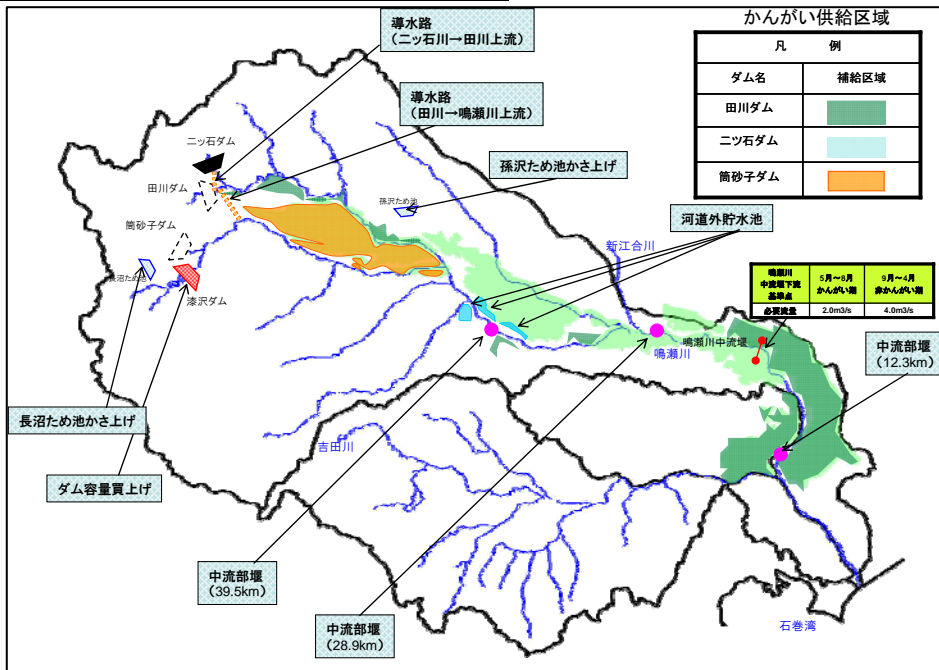 かんがい供給区域
凡 例
ダム名 補給区域
田川ダム
二ツ石ダム
筒砂子ダム
導水路
（二ッ石川→田川上流）
導水路
（田川→鳴瀬川上流）
孫沢ため池かさ上げ
河道外貯水池
二ッ石ダム
田川ダム
筒砂子ダム
孫沢ため池
長沼ため池
漆沢ダム
新江合川
鳴瀬川
中流堰下流
基準点
5月～8月
かんがい期
9月～4月
非かんがい期
必要流量 2.0m3/s 4.0m3/s
鳴瀬川中流堰
鳴瀬川
中流部堰
(12.3km)
長沼ため池かさ上げ
吉田川
ダム容量買上げ
中流部堰
(39.5km)
中流部堰
(28.9km)
石巻湾